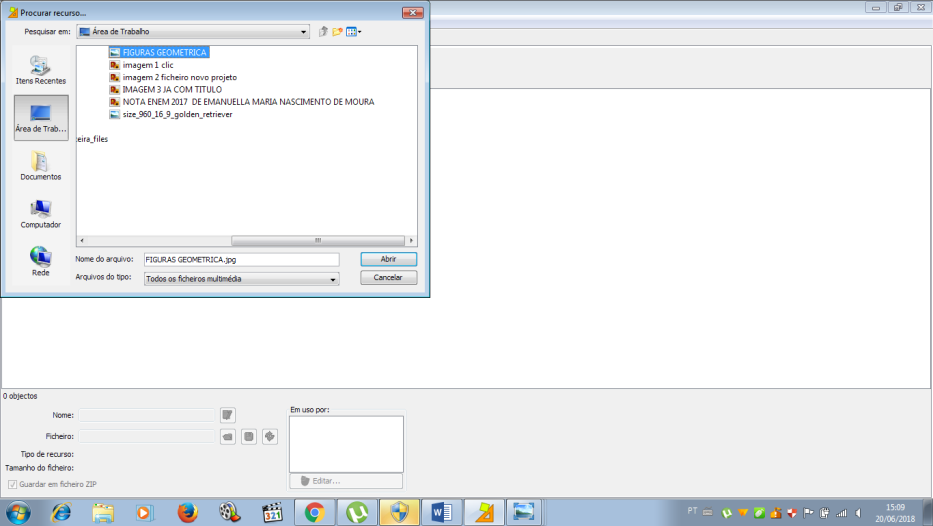 Procurar recurso...
Pesquisar em:
Área de Trabalho
Itens Recentes
Área de Trab...
Documentos
Computador
Rede
FIGURAS GEOMETRICA
imagem 1 clic
imagem 2 ficheiro novo projeto
IMAGEM 3 JA COM TITULO
NOTA ENEM 2017 DE EMANUELLA MARIA NASCIMENTO DE MOURA
size_960_16_9_golden_retriever
eira_files
Nome do arquivo:
FIGURAS GEOMETRICA.jpg
Abrir
Arquivos do tipo:
Todos os ficheiros multimédia
Cancelar
0 objectos
Nome:
Ficheiro:
Tipo de recurso:
Tamanho do ficheiro:
Guardar em ficheiro ZIP
Em uso por:
Editar...
321
W
PT
15:09
20/06/2018